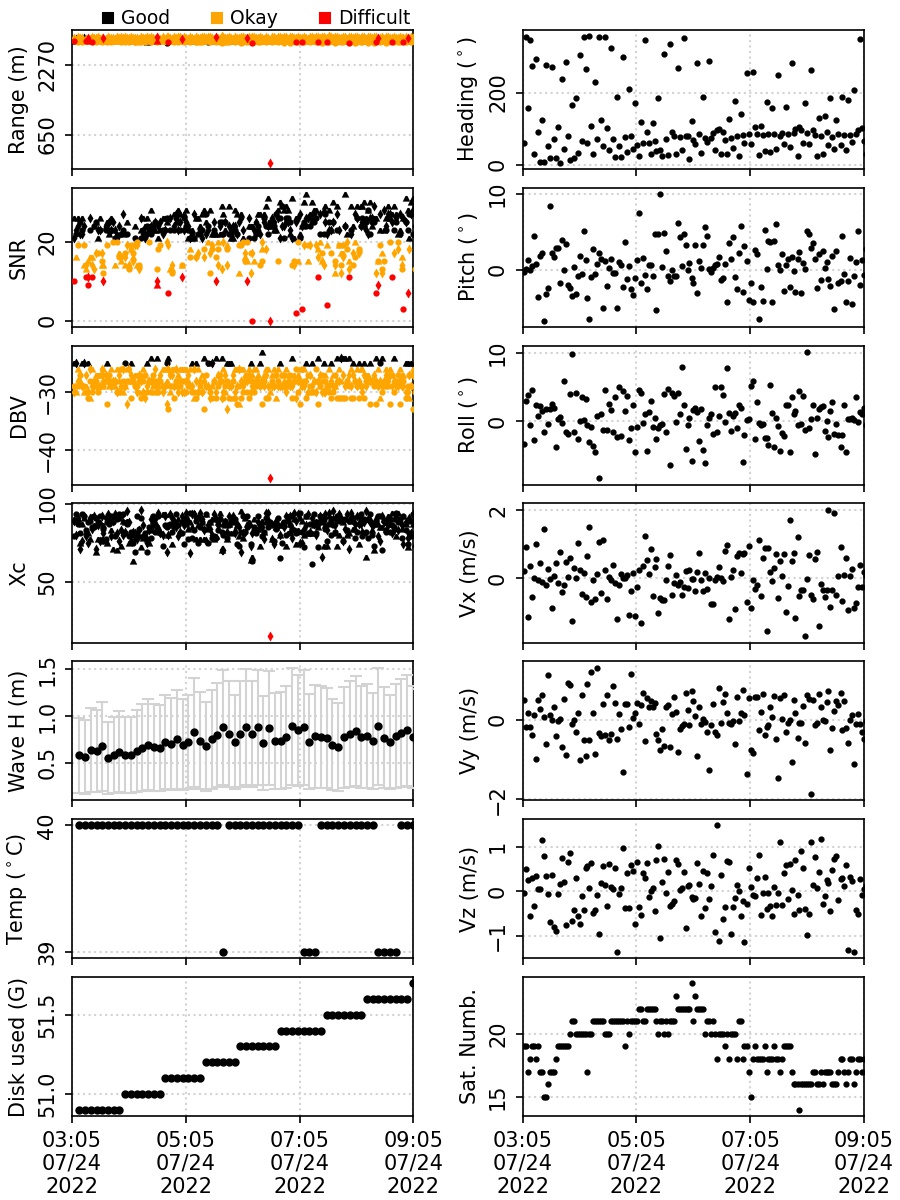 Good Okay Difficult
Range (m)
2270
650
Heading (°)
200
0
SNR
20
0
Pitch (°)
10
0
DBV
−30
−40
Roll (°)
10
0
Xc
100
50
Vx (m/s)
2
0
Wave H (m)
1.5
1.0
0.5
Vy (m/s)
0
−2
Temp (°C)
40
39
Vz (m/s)
1
0
−1
Disk used (G)
51.5
51.0
Sat. Numb.
20
15
03:05 05:05 07:05 09:05 03:05 05:05 07:05 09:05
07/24 07/24 07/24 07/24 07/24 07/24 07/24 07/24
2022 2022 2022 2022 2022 2022 2022 2022